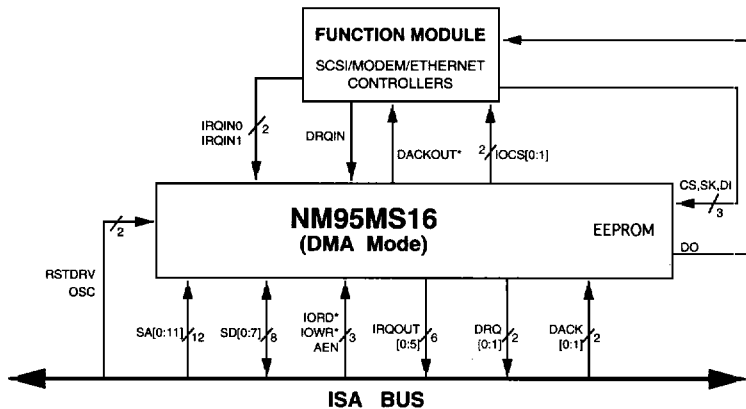 FUNCTION MODULE
SCSI/MODEM/ETHERNET
CONTROLLERS
IRQIN0
IRQIN1
2
DRQIN
DACKOUT*
2
IOCS[0:1]
CS,SK,DI
3
NM95MS16
(DMA Mode)
EEPROM
DO
2
RSTDRV
OSC
SA[0:11]
12
SD[0:7]
8
IORD*
IOWR*
AEN
3
IRQOUT
[0:5]
6
DRQ
[0:1]
2
DACK
[0:1]
2
ISA BUS